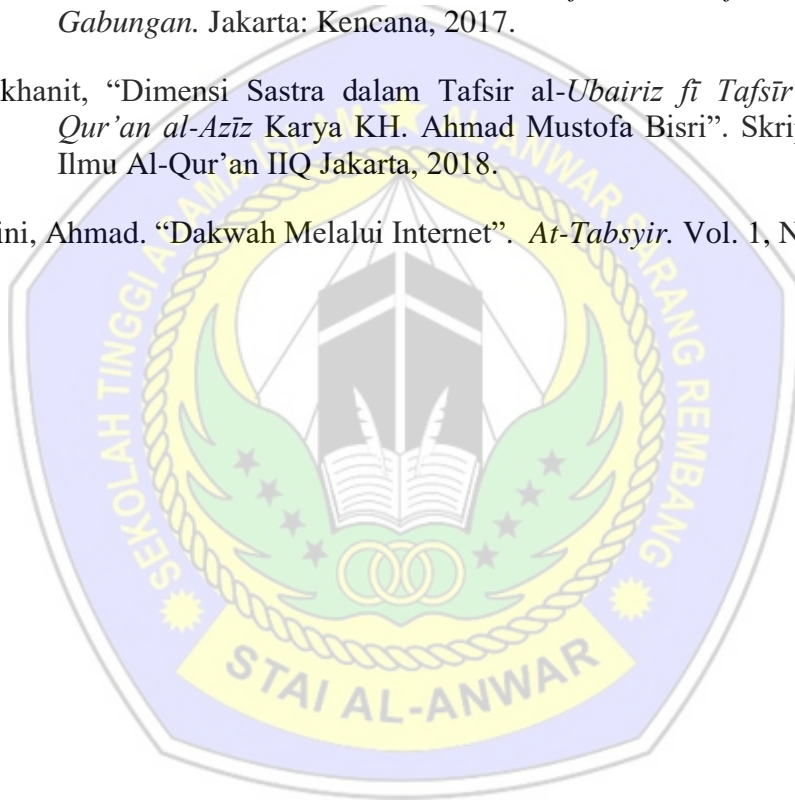 Gabungan. Jakarta: Kencana, 2017.
khanit, “Dimensi Sastra dalam Tafsir al-Ubairiz fī Tafsīr
Qur’an al-Azīz Karya KH. Ahmad Mustofa Bisri”. Skrip
Ilmu Al-Qur’an IIQ Jakarta, 2018.
ini, Ahmad. “Dakwah Melalui Internet”. At-Tabsyir. Vol. 1, N
SEKOLAH TINGGI AGAMA ISLAM AL ANWAR SARANG REMBANG
STAI AL-ANWAR